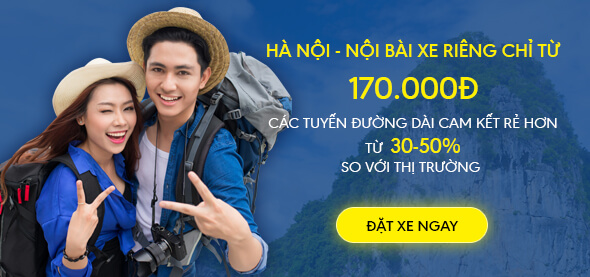 HÀ NỘI - NỘI BÀI XE RIÊNG CHỈ TỪ
170.000Đ
CÁC TUYẾN ĐƯỜNG DÀI CAM KẾT RẺ HƠN
TỪ 30-50%
SO VỚI THỊ TRƯỜNG
ĐẶT XE NGAY